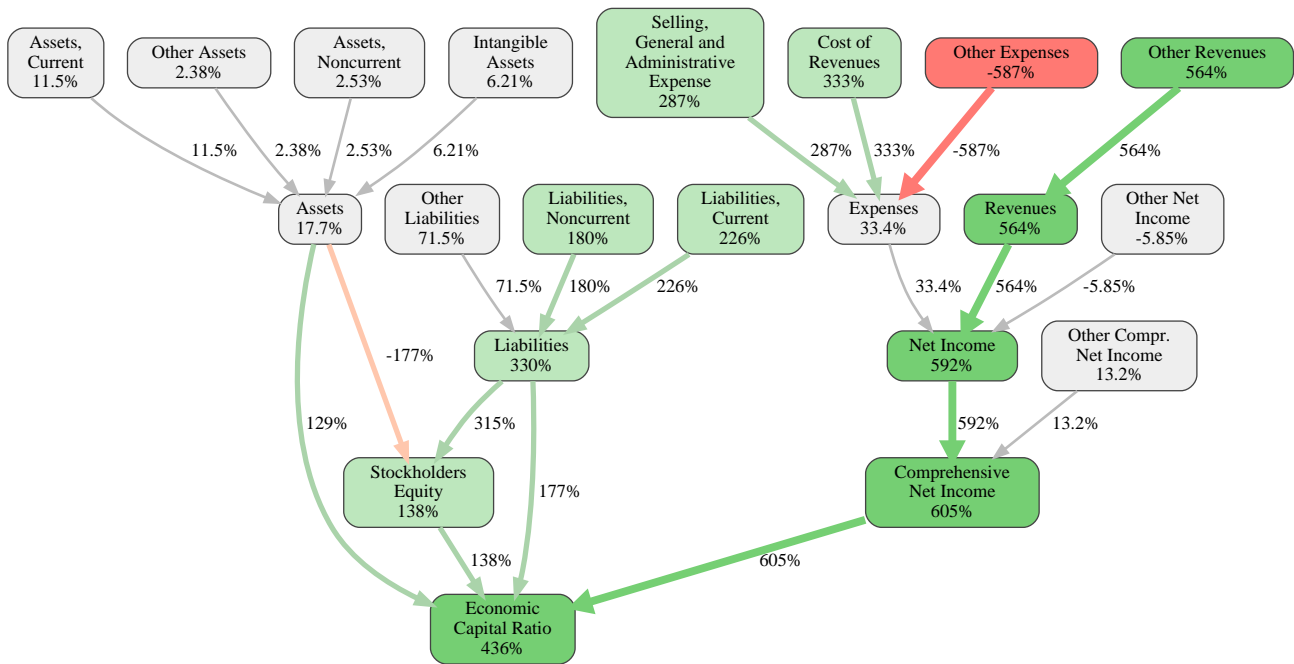 Assets,
Current
11.5%
Other Assets
2.38%
Assets,
Noncurrent
2.53%
Intangible
Assets
6.21%
Selling,
General and
Administrative
Expense
287%
Cost of
Revenues
333%
Other Expenses
-587%
Other Revenues
564%
11.5%
2.38%
2.53%
6.21%
287%
333%
-587%
564%
Assets
17.7%
Other
Liabilities
71.5%
Liabilities,
Noncurrent
180%
Liabilities,
Current
226%
Expenses
33.4%
Revenues
564%
Other Net
Income
-5.85%
71.5%
180%
226%
33.4%
564%
-5.85%
Liabilities
330%
Net Income
592%
Other Compr.
Net Income
13.2%
-177%
129%
315%
592%
13.2%
Stockholders
Equity
138%
177%
Comprehensive
Net Income
605%
138%
605%
Economic
Capital Ratio
436%